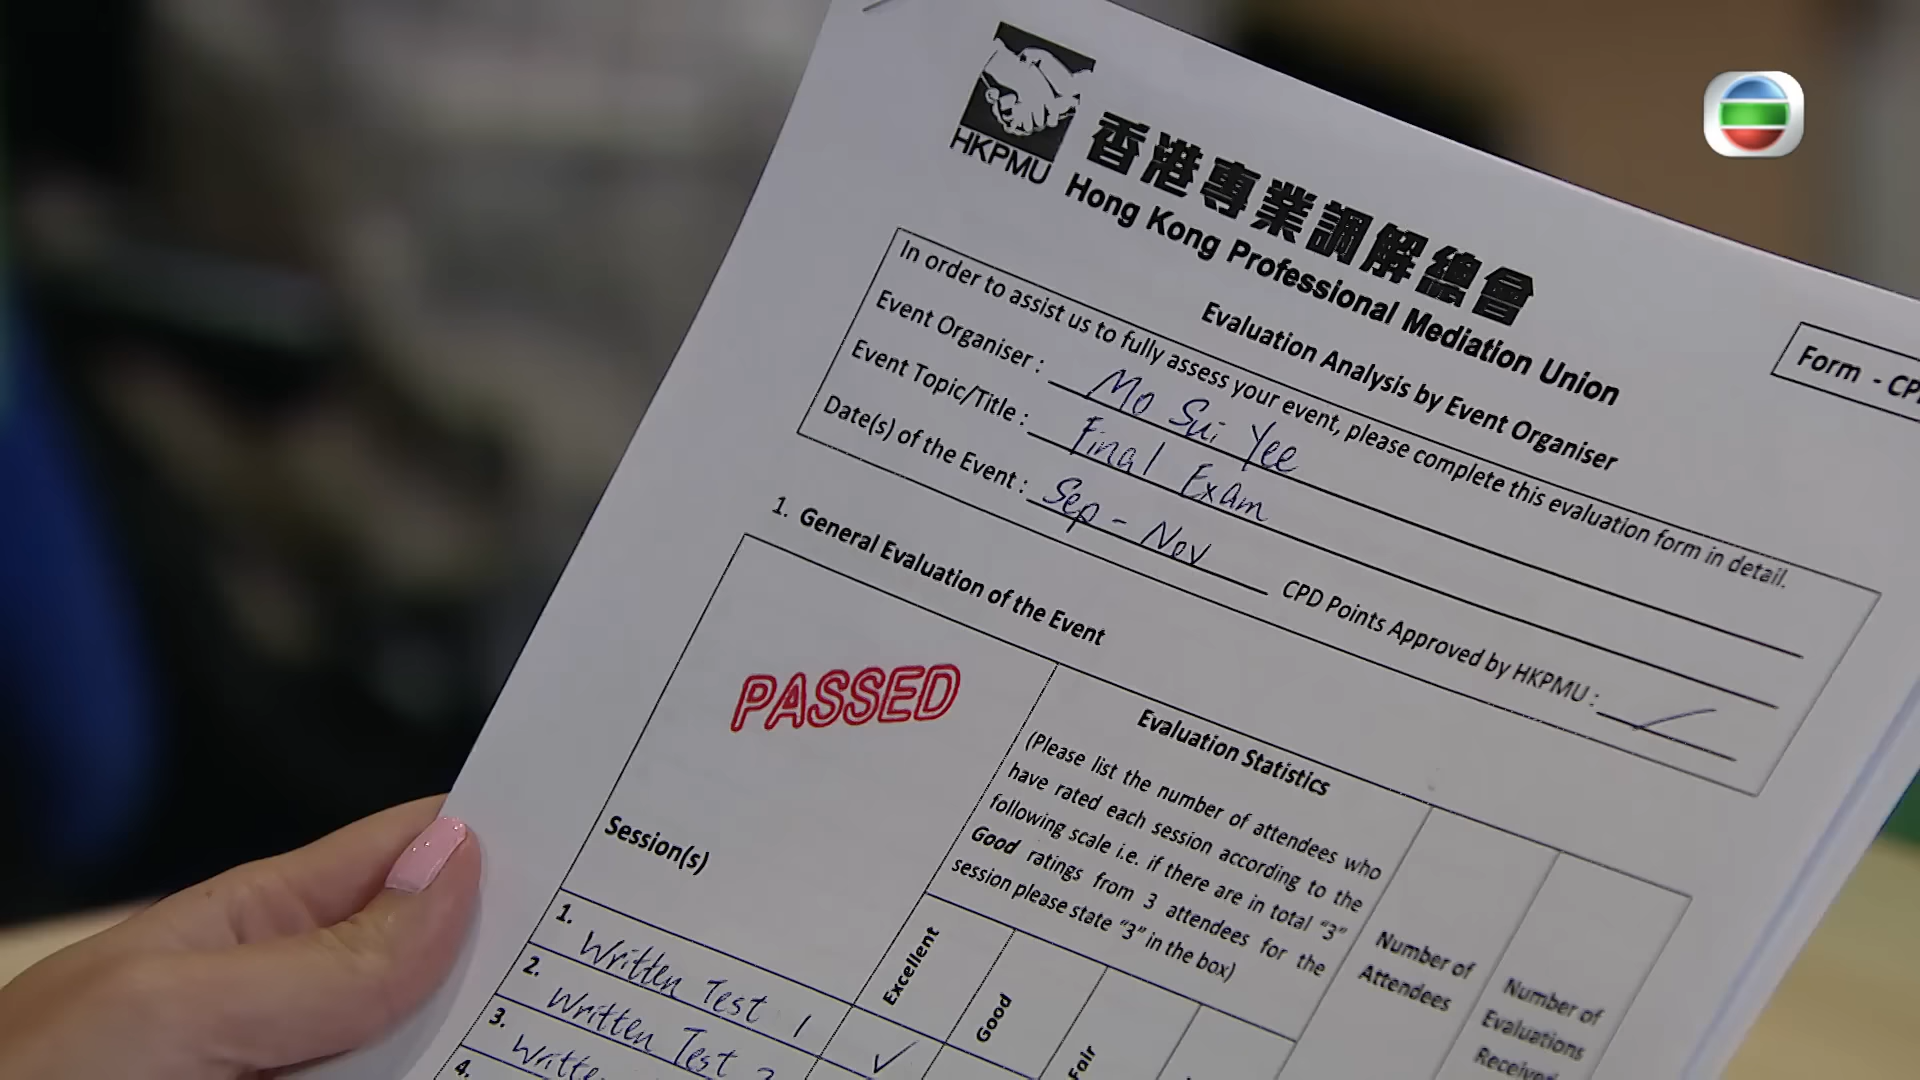 HKPMU
香港專業調解總會
Hong Kong Professional Mediation Union
Evaluation Analysis by Event Organiser
Form - CP
In order to assist us to fully assess your event, please complete this evaluation form in detail.
Event Organiser : Mo Sui Yee
Event Topic/Title : Final Exam
Date(s) of the Event : Sep - Nov CPD Points Approved by HKPMU :
1. General Evaluation of the Event
PASSED
Session(s)
Evaluation Statistics
(Please list the number of attendees who
have rated each session according to the
following scale i.e. if there are in total “3”
Good ratings from 3 attendees for the
session please state “3” in the box)
Excellent
Good
Fair
Number of
Attendees
Number of
Evaluations
Received
1. Written Test 1
2. Written Test 2
3. Written
4.